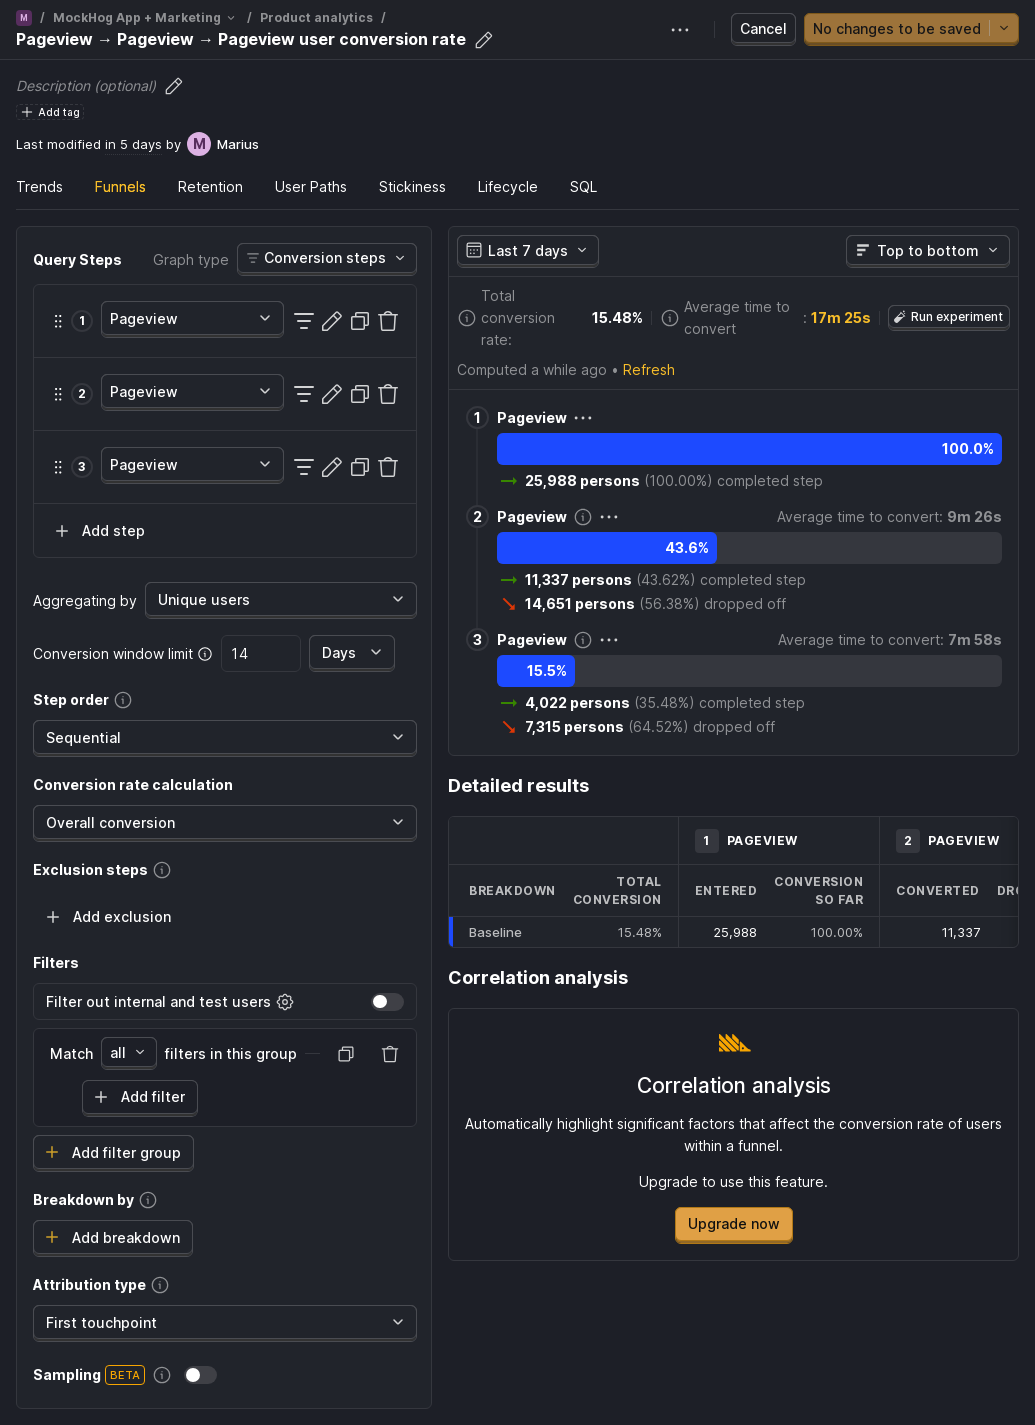 M / MockHog App + Marketing / Product analytics /
Pageview → Pageview → Pageview user conversion rate
Cancel
No changes to be saved
Description (optional)
Add tag
Last modified in 5 days by M Marius
Trends Funnels Retention User Paths Stickiness Lifecycle SQL
Query Steps Graph type Conversion steps
1 Pageview
2 Pageview
3 Pageview
Add step
Aggregating by Unique users
Conversion window limit 14 Days
Step order
Sequential
Conversion rate calculation
Overall conversion
Exclusion steps
Add exclusion
Filters
Filter out internal and test users
Match all filters in this group
Add filter
Add filter group
Breakdown by
Add breakdown
Attribution type
First touchpoint
Sampling BETA
Last 7 days Top to bottom
Total conversion rate: 15.48%
Average time to convert : 17m 25s
Run experiment
Computed a while ago • Refresh
1 Pageview
100.0%
25,988 persons (100.00%) completed step
2 Pageview Average time to convert: 9m 26s
43.6%
11,337 persons (43.62%) completed step
14,651 persons (56.38%) dropped off
3 Pageview Average time to convert: 7m 58s
15.5%
4,022 persons (35.48%) completed step
7,315 persons (64.52%) dropped off
Detailed results
1 PAGEVIEW 2 PAGEVIEW
BREAKDOWN TOTAL CONVERSION ENTERED CONVERSION SO FAR CONVERTED
Baseline 15.48% 25,988 100.00% 11,337
Correlation analysis
Correlation analysis
Automatically highlight significant factors that affect the conversion rate of users
within a funnel.
Upgrade to use this feature.
Upgrade now